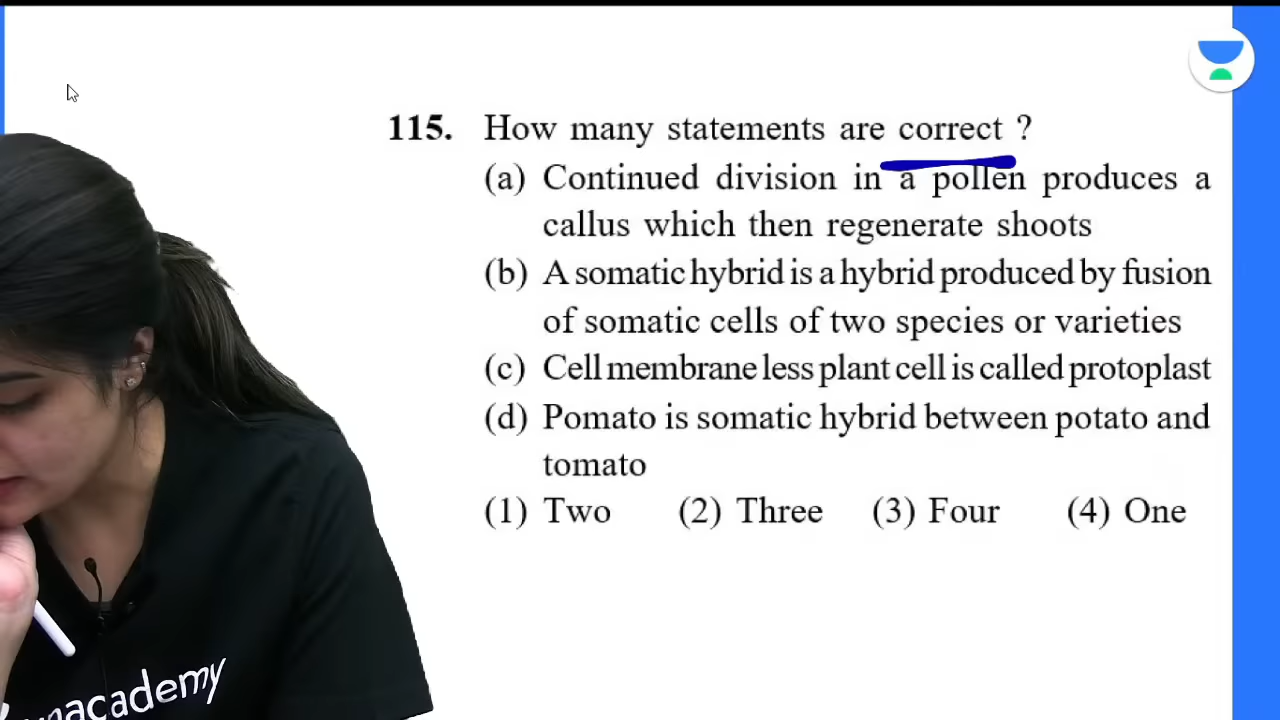 115. How many statements are correct ?
(a) Continued division in a pollen produces a
callus which then regenerate shoots
(b) A somatic hybrid is a hybrid produced by fusion
of somatic cells of two species or varieties
(c) Cell membrane less plant cell is called protoplast
(d) Pomato is somatic hybrid between potato and
tomato
(1) Two (2) Three (3) Four (4) One